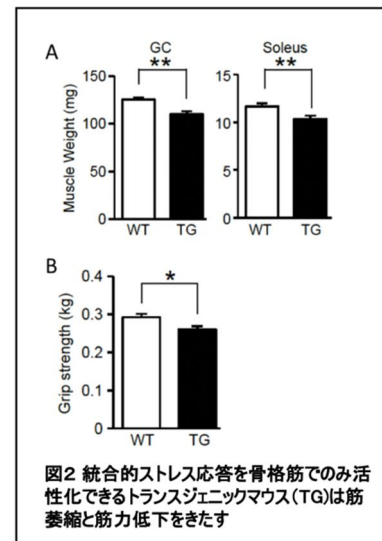 A
GC
Soleus
**
**
Muscle Weight (mg)
150
100
50
0
WT
TG
15
10
5
0
WT
TG
B
*
Grip strength (kg)
0.4
0.3
0.2
0.1
0
WT
TG
図2 統合的ストレス応答を骨格筋でのみ活
性化できるトランスジェニックマウス(TG)は筋
萎縮と筋力低下をきたす